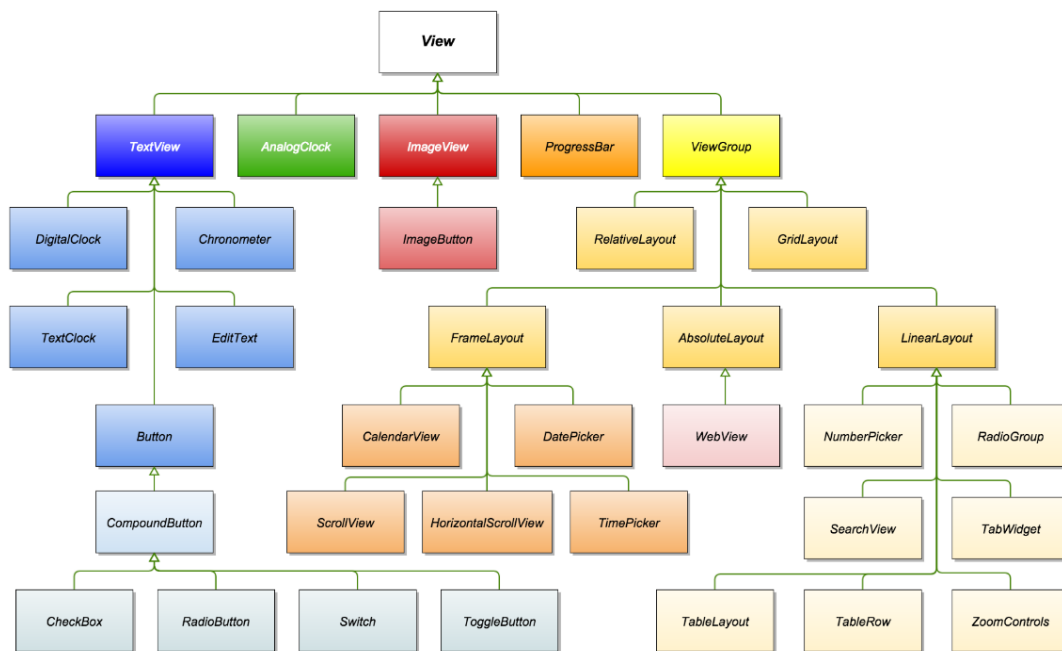 View
TextView
AnalogClock
ImageView
ProgressBar
ViewGroup
DigitalClock
Chronometer
ImageButton
RelativeLayout
GridLayout
TextClock
EditText
FrameLayout
AbsoluteLayout
LinearLayout
Button
CalendarView
DatePicker
WebView
NumberPicker
RadioGroup
CompoundButton
ScrollView
HorizontalScrollView
TimePicker
SearchView
TabWidget
CheckBox
RadioButton
Switch
ToggleButton
TableLayout
TableRow
ZoomControls